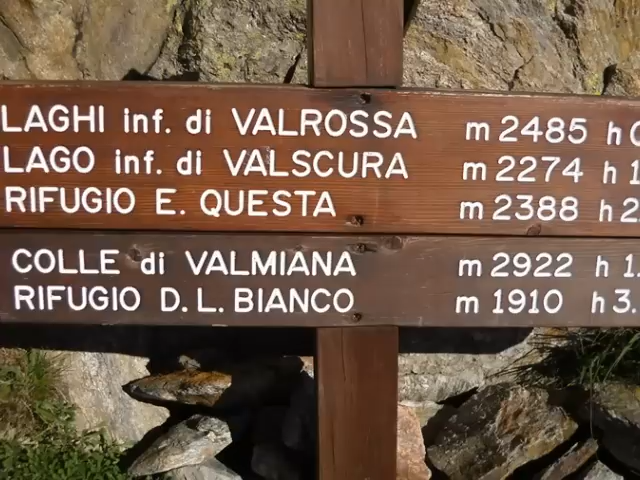 LAGHI inf. di VALROSSA m 2485 h 0
LAGO inf. di VALSCURA m 2274 h 1
RIFUGIO E. QUESTA m 2388 h 2
COLLE di VALMIANA m 2922 h 1.
RIFUGIO D. L. BIANCO m 1910 h 3.